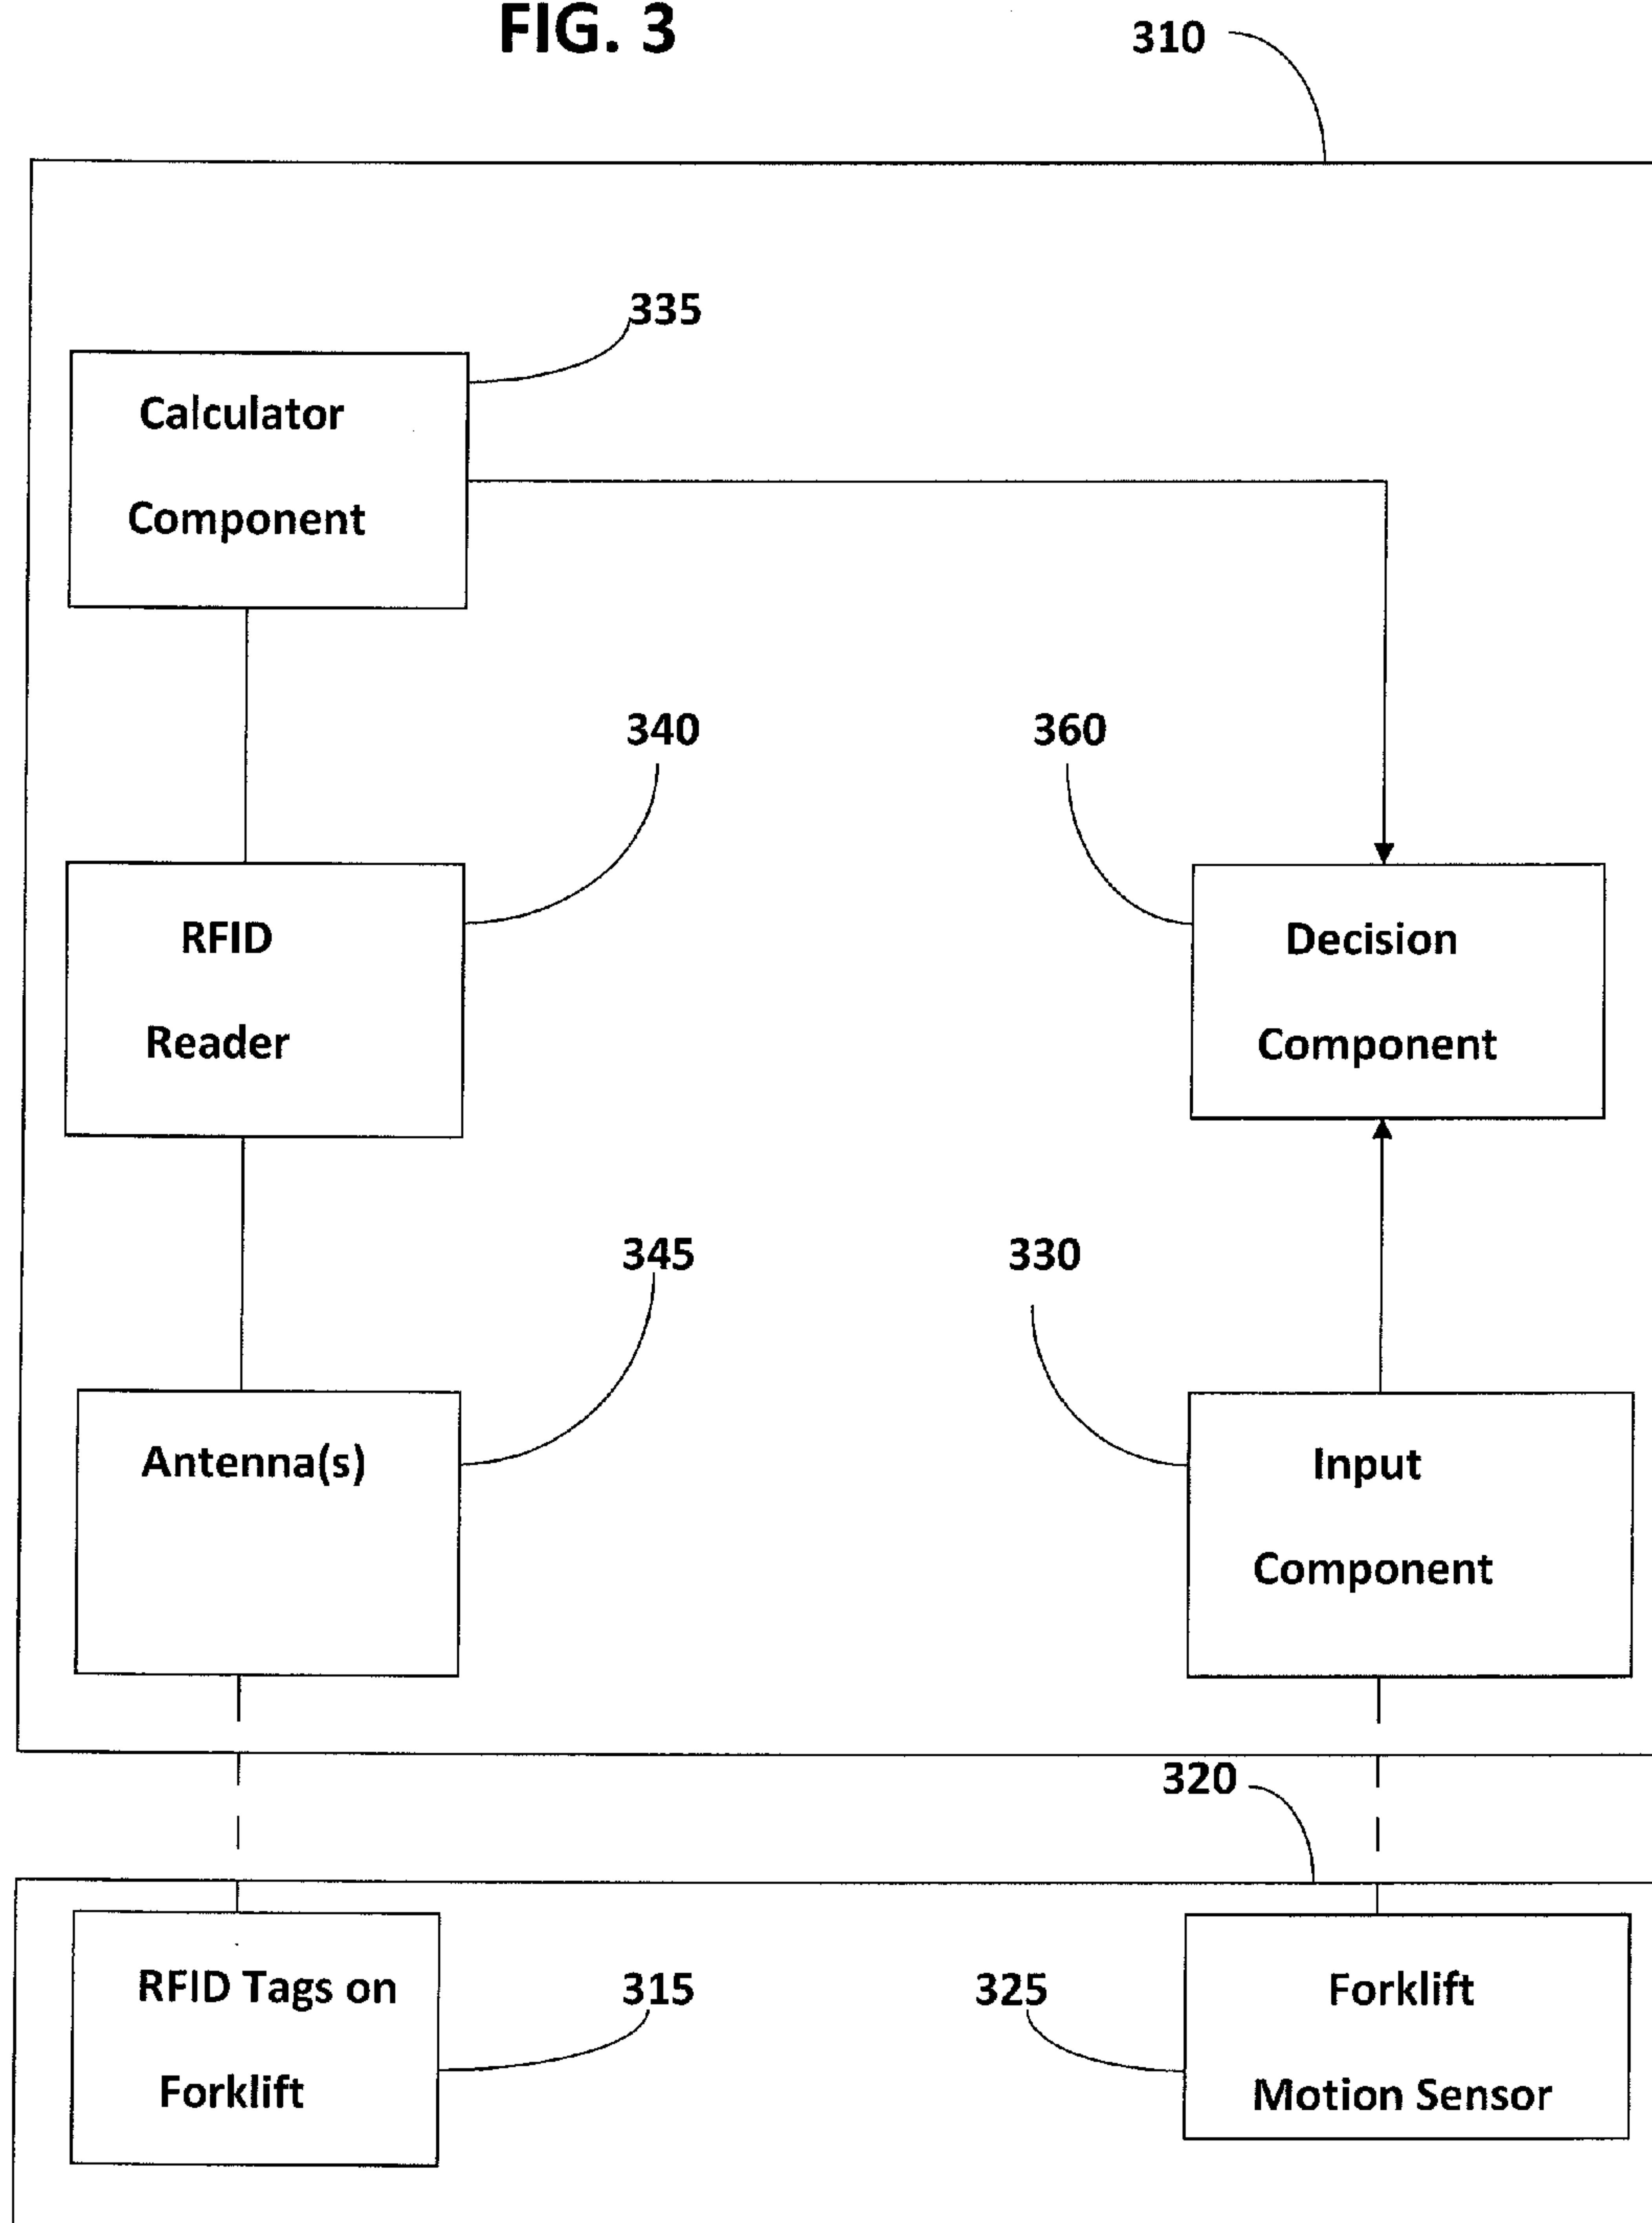 FIG. 3
310
335
Calculator
Component
340
360
RFID
Reader
Decision
Component
345
330
Antenna(s)
Input
Component
320
RFID Tags on
Forklift
315
325
Forklift
Motion Sensor